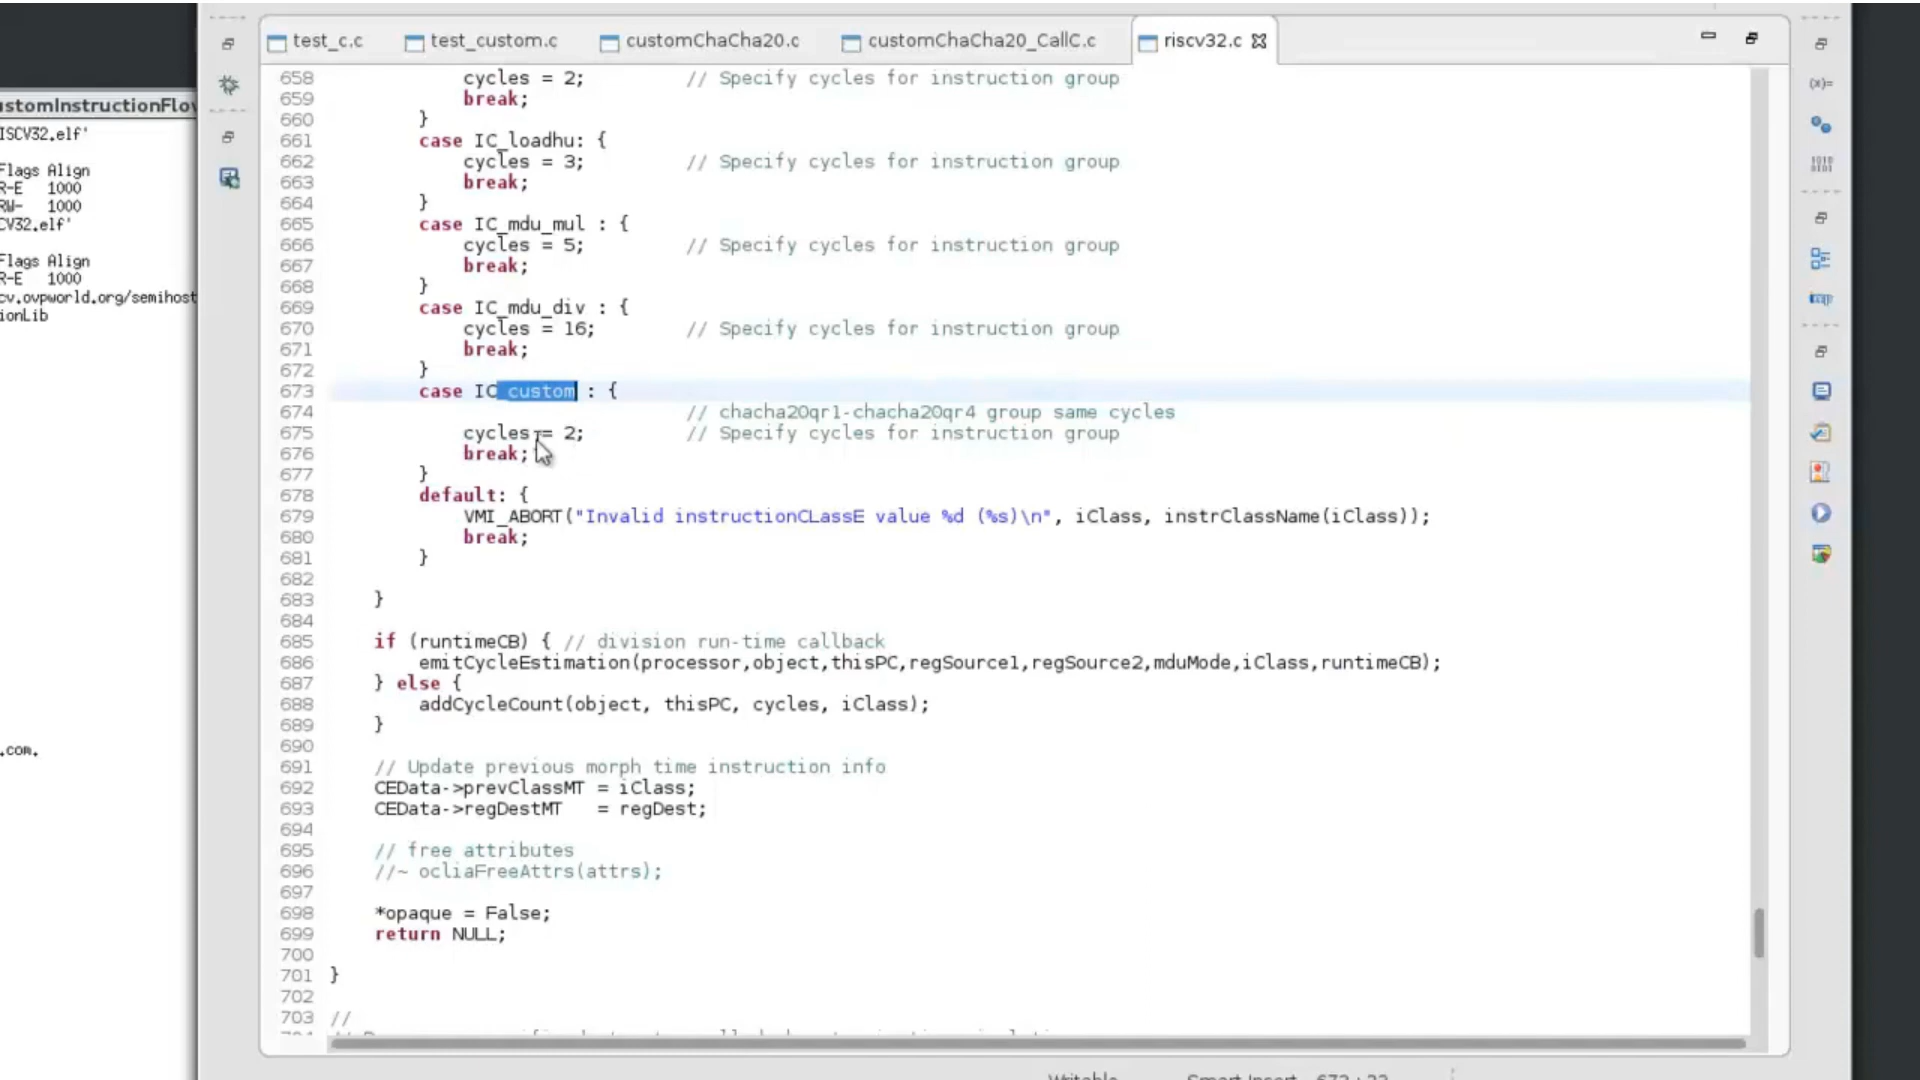 test_c.c test_custom.c customChaCha20.c customChaCha20_CallC.c riscv32.c
stomInstructionFlov
ISCV32.elf'
Flags Align
R-E 1000
RW- 1000
CV32.elf'
Flags Align
R-E 1000
cv.ovpworld.org/semihost
ionLib
.com.
658 cycles = 2; // Specify cycles for instruction group
659 break;
660 }
661 case IC_loadhu: {
662 cycles = 3; // Specify cycles for instruction group
663 break;
664 }
665 case IC_mdu_mul : {
666 cycles = 5; // Specify cycles for instruction group
667 break;
668 }
669 case IC_mdu_div : {
670 cycles = 16; // Specify cycles for instruction group
671 break;
672 }
673 case IC_custom : {
674 // chacha20qr1-chacha20qr4 group same cycles
675 cycles = 2; // Specify cycles for instruction group
676 break;
677 }
678 default: {
679 VMI_ABORT("Invalid instructionCLassE value %d (%s)\n", iClass, instrClassName(iClass));
680 break;
681 }
682
683 }
684
685 if (runtimeCB) { // division run-time callback
686 emitCycleEstimation(processor,object,thisPC,regSource1,regSource2,mduMode,iClass,runtimeCB);
687 } else {
688 addCycleCount(object, thisPC, cycles, iClass);
689 }
690
691 // Update previous morph time instruction info
692 CEData->prevClassMT = iClass;
693 CEData->regDestMT = regDest;
694
695 // free attributes
696 //~ ocliaFreeAttrs(attrs);
697
698 *opaque = False;
699 return NULL;
700
701 }
702
703 //
Writable Smart Insert 673 : 23